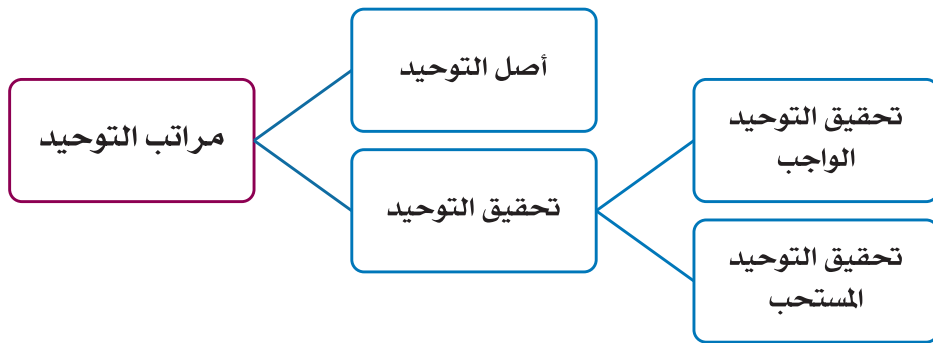 مراتب التوحيد
أصل التوحيد
تحقيق التوحيد
تحقيق التوحيد
الواجب
تحقيق التوحيد
المستحب